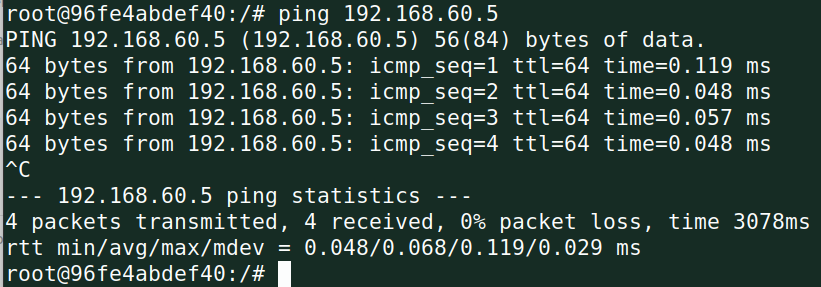 root@96fe4abdef40:/# ping 192.168.60.5
PING 192.168.60.5 (192.168.60.5) 56(84) bytes of data.
64 bytes from 192.168.60.5: icmp_seq=1 ttl=64 time=0.119 ms
64 bytes from 192.168.60.5: icmp_seq=2 ttl=64 time=0.048 ms
64 bytes from 192.168.60.5: icmp_seq=3 ttl=64 time=0.057 ms
64 bytes from 192.168.60.5: icmp_seq=4 ttl=64 time=0.048 ms
^C
--- 192.168.60.5 ping statistics ---
4 packets transmitted, 4 received, 0% packet loss, time 3078ms
rtt min/avg/max/mdev = 0.048/0.068/0.119/0.029 ms
root@96fe4abdef40:/#